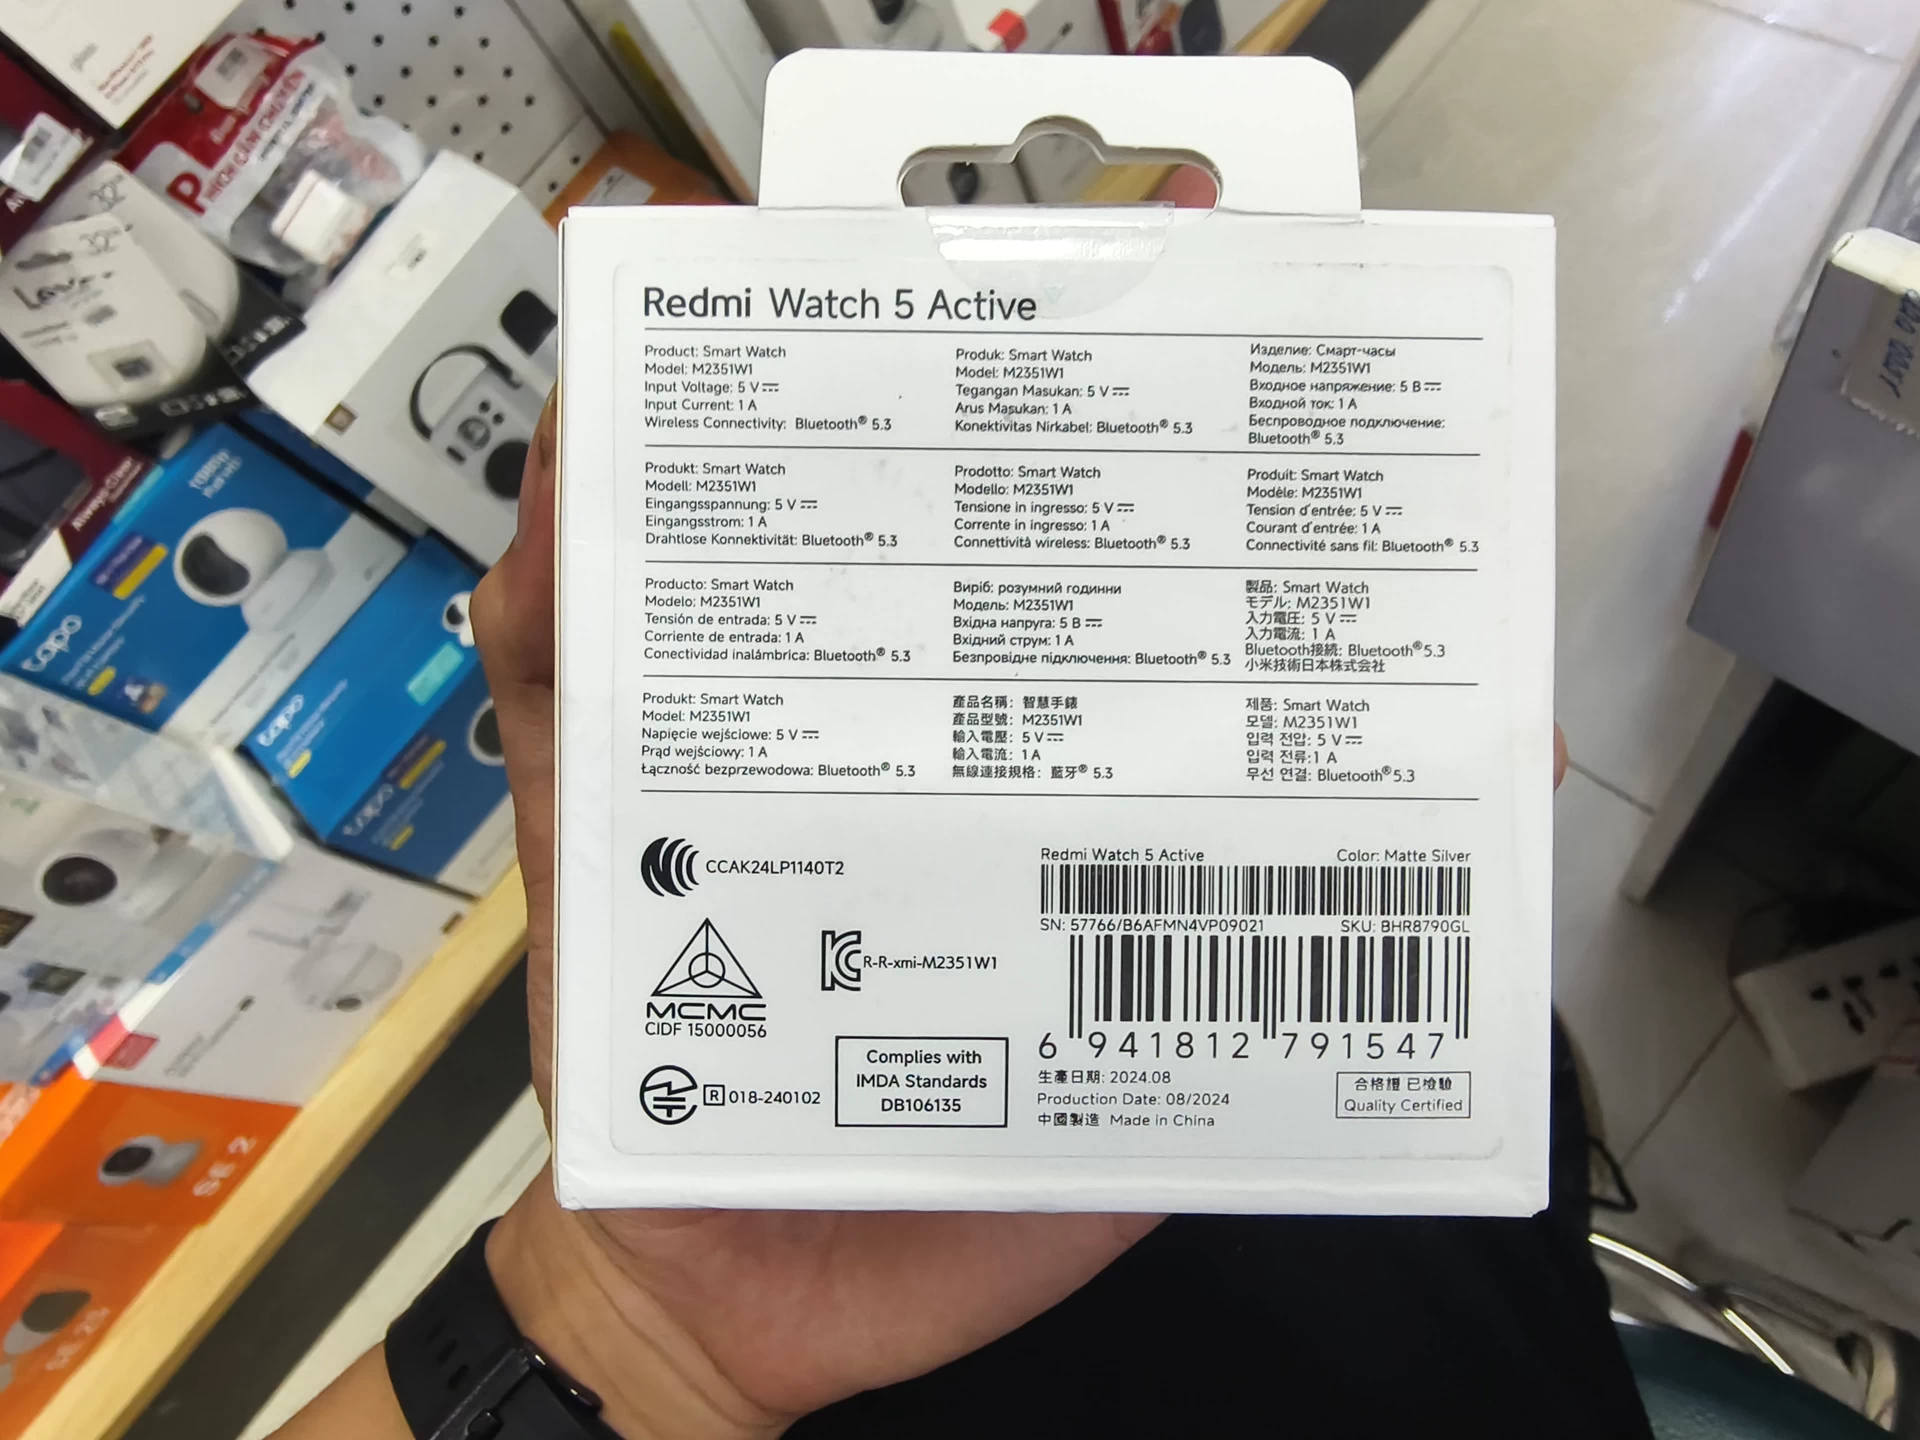 Redmi Watch 5 Active
Product: Smart Watch
Model: M2351W1
Input Voltage: 5 V⎓
Input Current: 1 A
Wireless Connectivity: Bluetooth® 5.3
Produk: Smart Watch
Model: M2351W1
Tegangan Masukan: 5 V⎓
Arus Masukan: 1 A
Konektivitas Nirkabel: Bluetooth® 5.3
Изделие: Смарт-часы
Модель: M2351W1
Входное напряжение: 5 В⎓
Входной ток: 1 А
Беспроводное подключение:
Bluetooth® 5.3
Produkt: Smart Watch
Modell: M2351W1
Eingangsspannung: 5 V⎓
Eingangsstrom: 1 A
Drahtlose Konnektivität: Bluetooth® 5.3
Prodotto: Smart Watch
Modello: M2351W1
Tensione in ingresso: 5 V⎓
Corrente in ingresso: 1 A
Connettività wireless: Bluetooth® 5.3
Produit: Smart Watch
Modèle: M2351W1
Tension d'entrée: 5 V⎓
Courant d'entrée: 1 A
Connectivité sans fil: Bluetooth® 5.3
Producto: Smart Watch
Modelo: M2351W1
Tensión de entrada: 5 V⎓
Corriente de entrada: 1 A
Conectividad inalámbrica: Bluetooth® 5.3
Виріб: розумний годинни
Модель: M2351W1
Вхідна напруга: 5 В⎓
Вхідний струм: 1 А
Безпровідне підключення: Bluetooth® 5.3
製品: Smart Watch
モデル: M2351W1
入力電圧: 5 V⎓
入力電流: 1 A
Bluetooth接続: Bluetooth®5.3
小米技術日本株式会社
Produkt: Smart Watch
Model: M2351W1
Napięcie wejściowe: 5 V⎓
Prąd wejściowy: 1 A
Łączność bezprzewodowa: Bluetooth® 5.3
產品名稱: 智慧手錶
產品型號: M2351W1
輸入電壓: 5 V⎓
輸入電流: 1 A
無線連接規格: 藍牙® 5.3
제품: Smart Watch
모델: M2351W1
입력 전압: 5 V⎓
입력 전류:1 A
무선 연결: Bluetooth®5.3
CCAK24LP1140T2
MCMC
CIDF 15000056
R-R-xmi-M2351W1
R 018-240102
Complies with
IMDA Standards
DB106135
Redmi Watch 5 Active Color: Matte Silver
SN: 57766/B6AFMN4VP09021 SKU: BHR8790GL
6 941812 791547
生產日期: 2024.08
Production Date: 08/2024
中國製造 Made in China
合格證 已檢驗
Quality Certified
tapo
tapo
tapo
SE 2